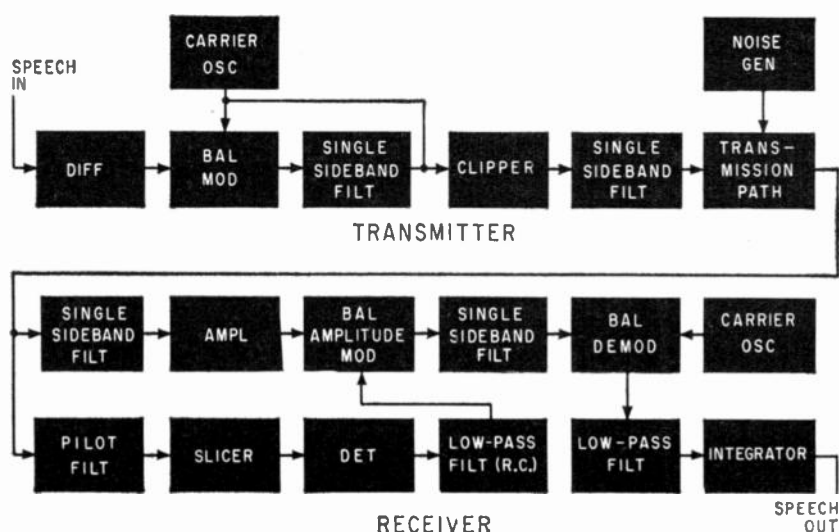 SPEECH
IN
CARRIER
OSC
NOISE
GEN
DIFF
BAL
MOD
SINGLE
SIDEBAND
FILT
CLIPPER
SINGLE
SIDEBAND
FILT
TRANS-
MISSION
PATH
TRANSMITTER
SINGLE
SIDEBAND
FILT
AMPL
BAL
AMPLITUDE
MOD
SINGLE
SIDEBAND
FILT
BAL
DEMOD
CARRIER
OSC
PILOT
FILT
SLICER
DET
LOW-PASS
FILT (R.C.)
LOW-PASS
FILT
INTEGRATOR
RECEIVER
SPEECH
OUT